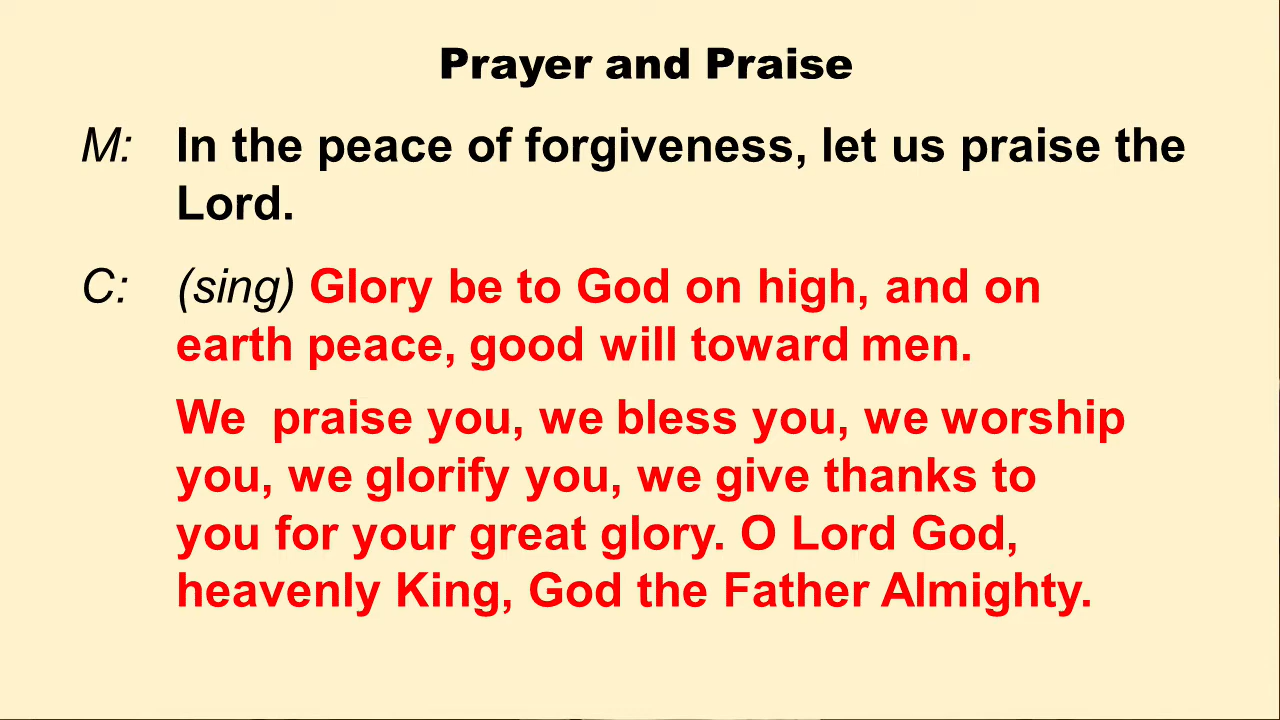 Prayer and Praise
M: In the peace of forgiveness, let us praise the
Lord.
C: (sing) Glory be to God on high, and on
earth peace, good will toward men.
We  praise you, we bless you, we worship
you, we glorify you, we give thanks to
you for your great glory. O Lord God,
heavenly King, God the Father Almighty.